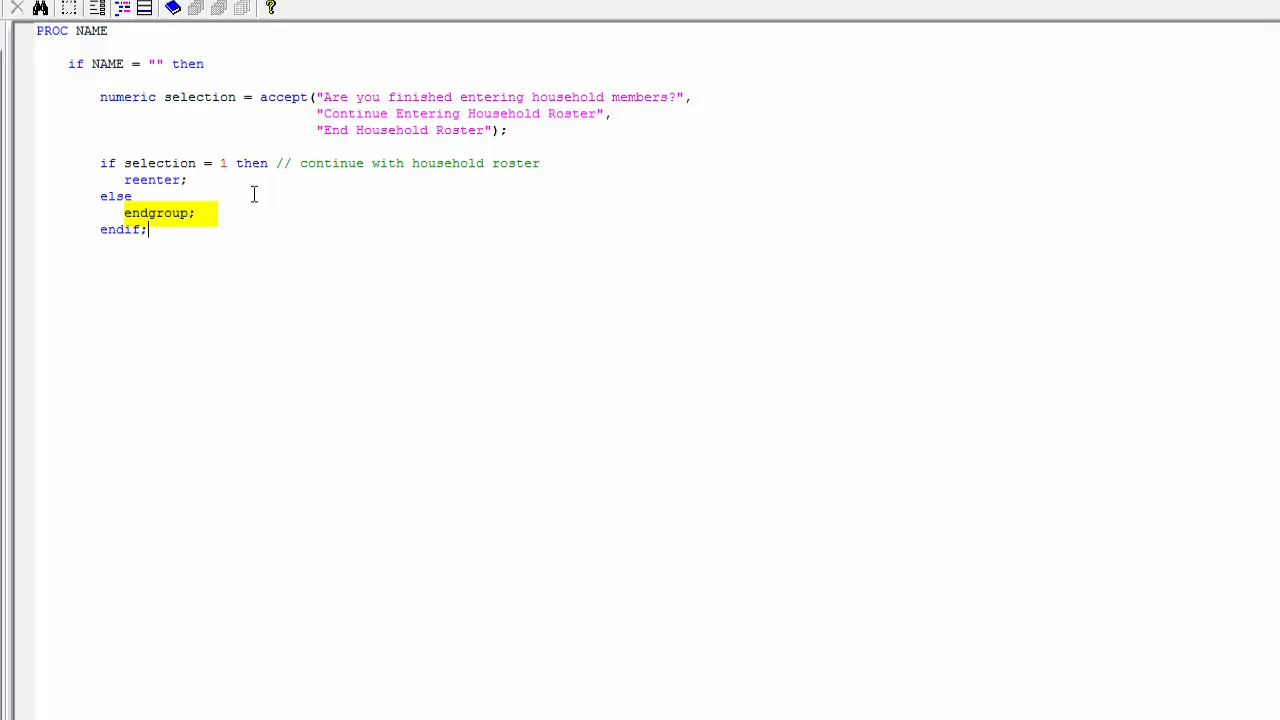 PROC NAME
if NAME = "" then
numeric selection = accept("Are you finished entering household members?",
"Continue Entering Household Roster",
"End Household Roster");
if selection = 1 then // continue with household roster
reenter;
else
endgroup;
endif;